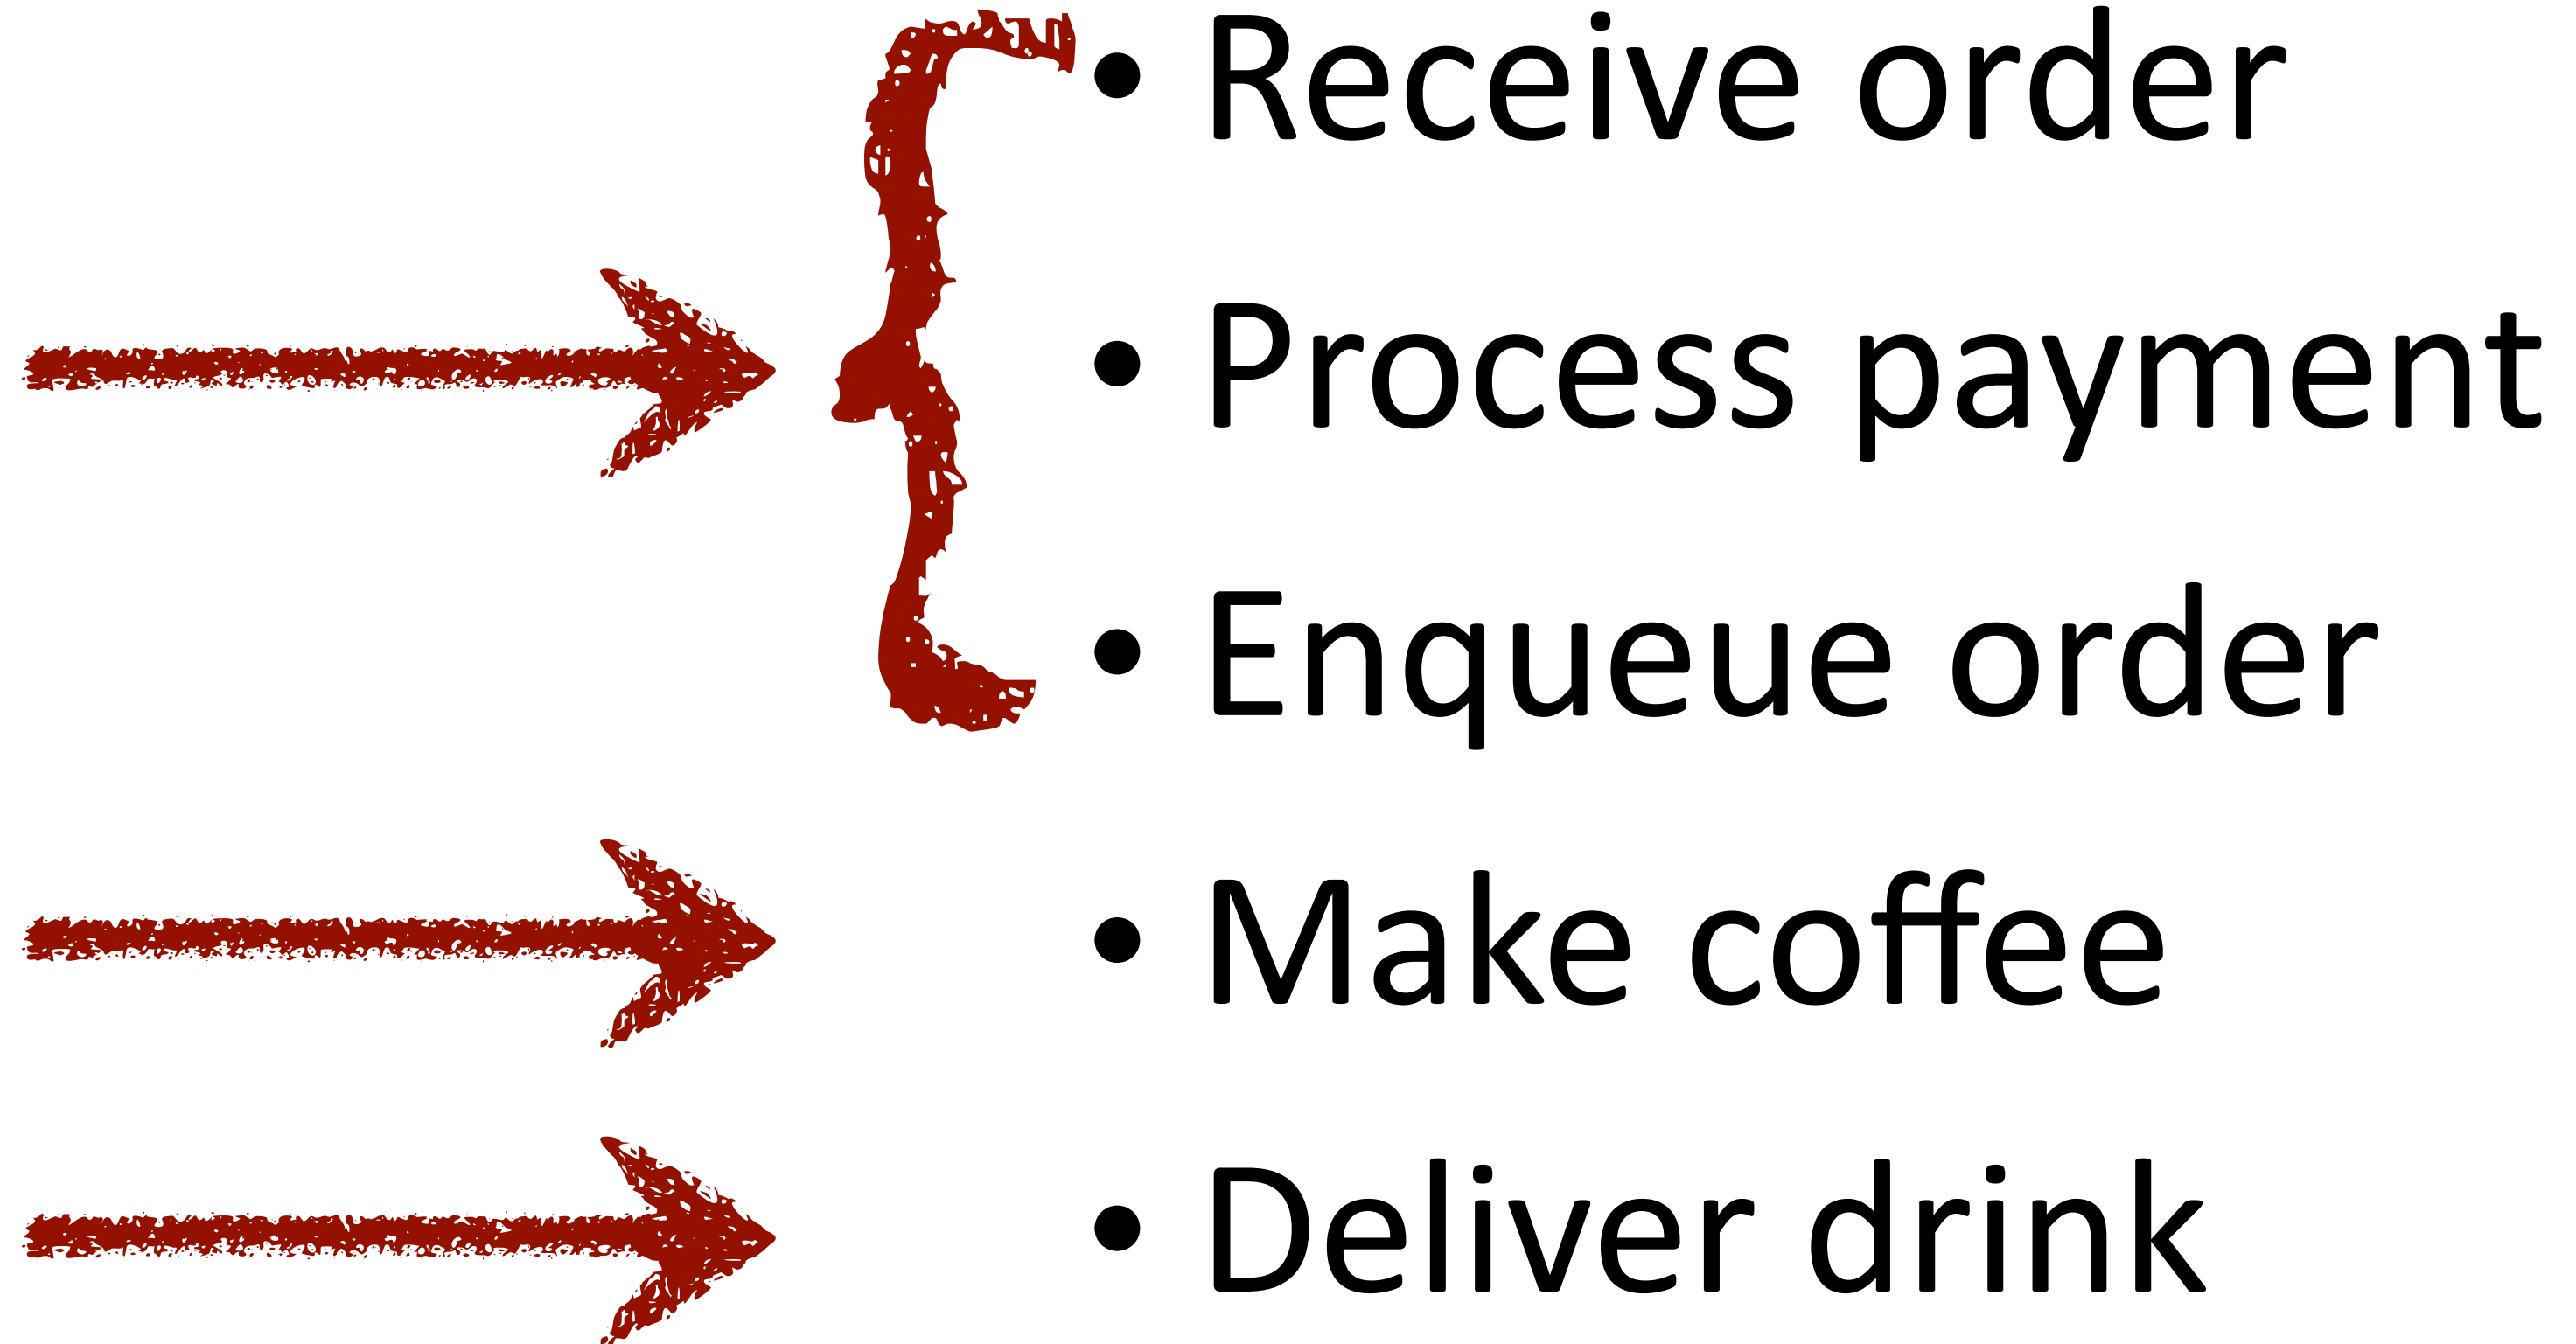 • Receive order
• Process payment
• Enqueue order
• Make coffee
• Deliver drink